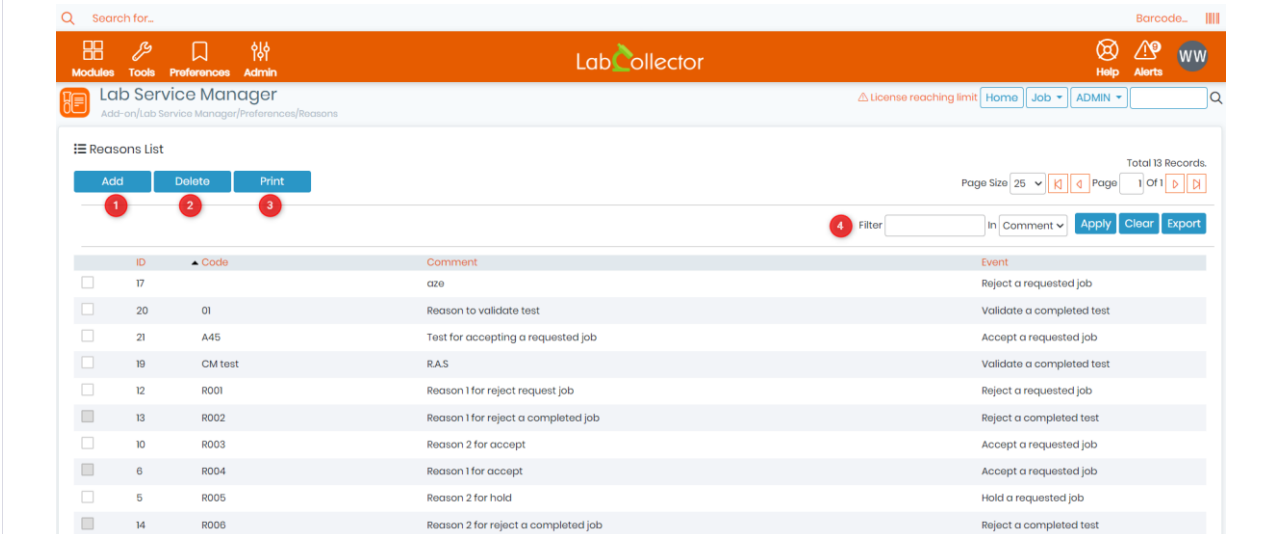 Search for... Barcode...
Modules Tools Preferences Admin LabCollector Help Alerts 0 WW
Lab Service Manager
Add-on/Lab Service Manager/Preferences/Reasons
License reaching limit Home Job ADMIN
Reasons List
Total 13 Records.
Add Delete Print Page Size 25 Page 1 Of 1
1 2 3
4 Filter In Comment Apply Clear Export
ID Code Comment Event
17 aze Reject a requested job
20 01 Reason to validate test Validate a completed test
21 A45 Test for accepting a requested job Accept a requested job
19 CM test R.A.S Validate a completed test
12 R001 Reason 1 for reject request job Reject a requested job
13 R002 Reason 1 for reject a completed job Reject a completed test
10 R003 Reason 2 for accept Accept a requested job
6 R004 Reason 1 for accept Accept a requested job
5 R005 Reason 2 for hold Hold a requested job
14 R006 Reason 2 for reject a completed job Reject a completed test